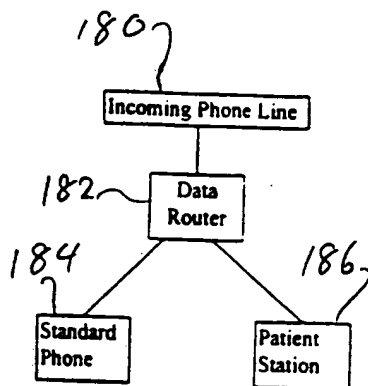 180
Incoming Phone Line
182
Data
Router
184
186
Standard
Phone
Patient
Station